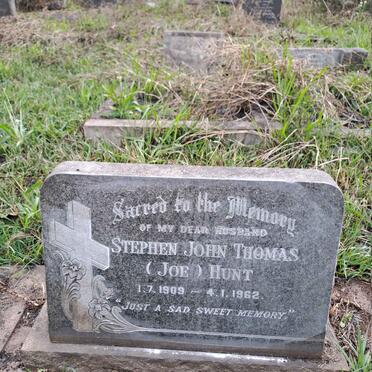 Sacred to the Memory
OF MY DEAR HUSBAND
STEPHEN JOHN THOMAS
(JOE) HUNT
1.7.1909 – 4.1.1962
"JUST A SAD SWEET MEMORY"